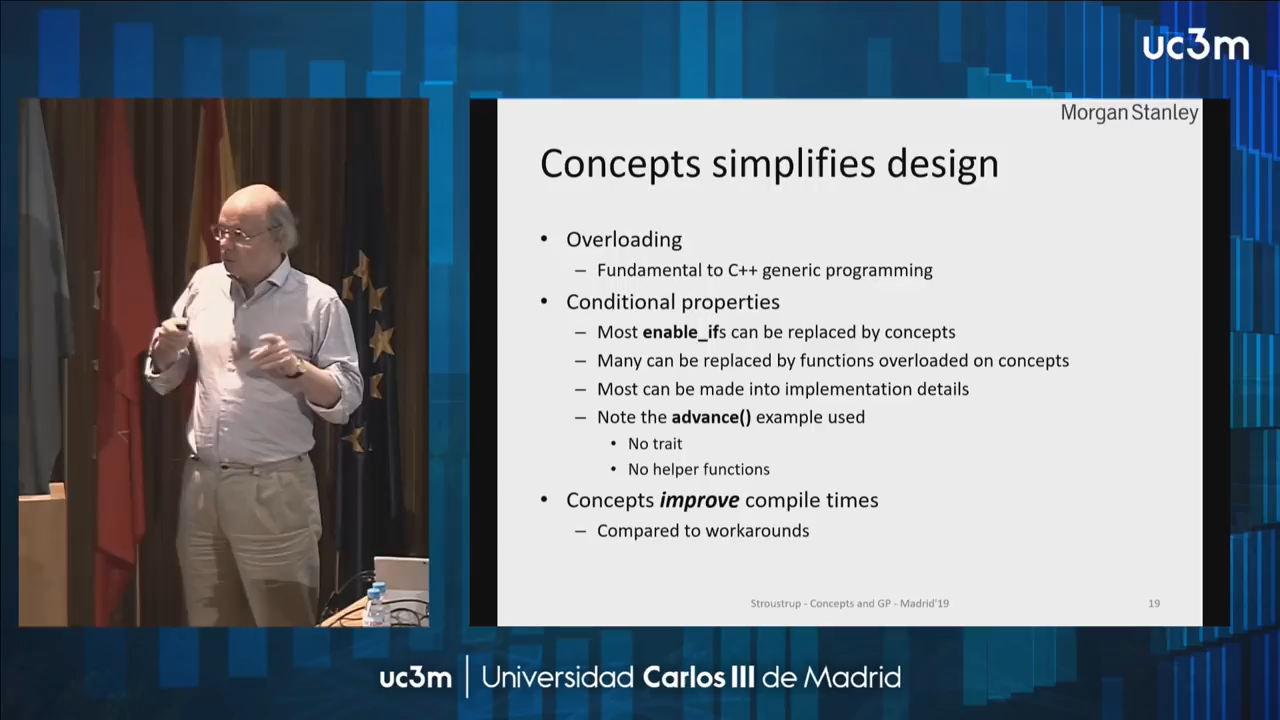 uc3m
Morgan Stanley
Concepts simplifies design
• Overloading
– Fundamental to C++ generic programming
• Conditional properties
– Most enable_ifs can be replaced by concepts
– Many can be replaced by functions overloaded on concepts
– Most can be made into implementation details
– Note the advance() example used
• No trait
• No helper functions
• Concepts improve compile times
– Compared to workarounds
Stroustrup - Concepts and GP - Madrid'19
19
uc3m | Universidad Carlos III de Madrid